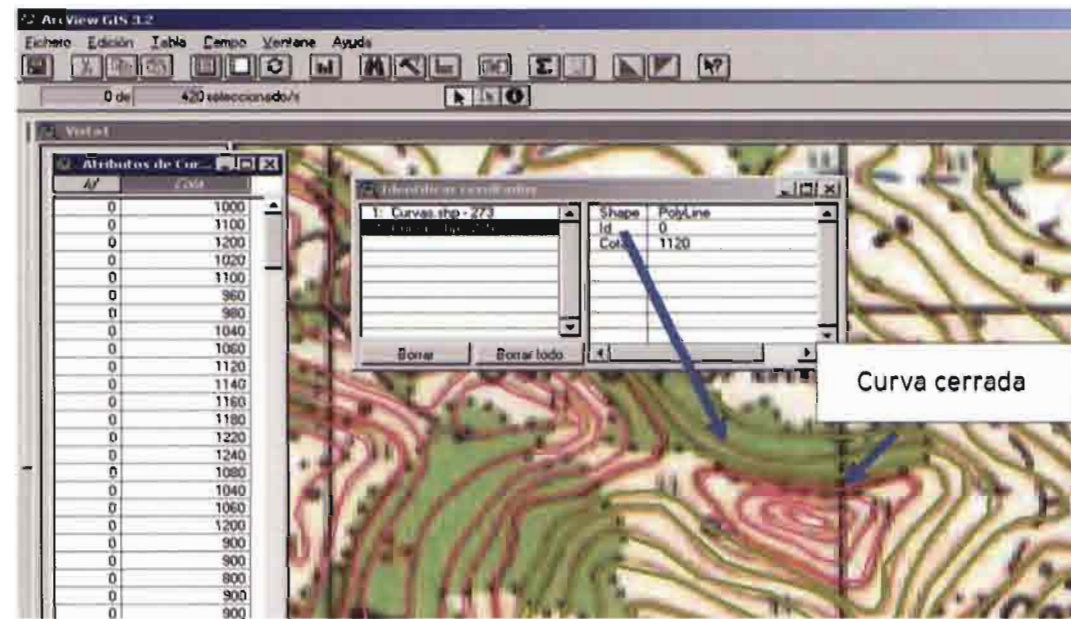 ArcView GIS 3.2
Fichero Edición Tabla Campo Ventana Ayuda
0 de 420 seleccionado/s
Vista1
Atributos de Cur...
Id Cota
0 1000
0 1100
0 1200
0 1020
0 1100
0 960
0 980
0 1040
0 1060
0 1120
0 1140
0 1160
0 1180
0 1220
0 1240
0 1080
0 1040
0 1060
0 1200
0 900
0 900
0 800
0 900
0 900
Identificar resultados
1: Curvas.shp - 273
Shape PolyLine
Id 0
Cota 1120
Borrar Borrar todo
Curva cerrada